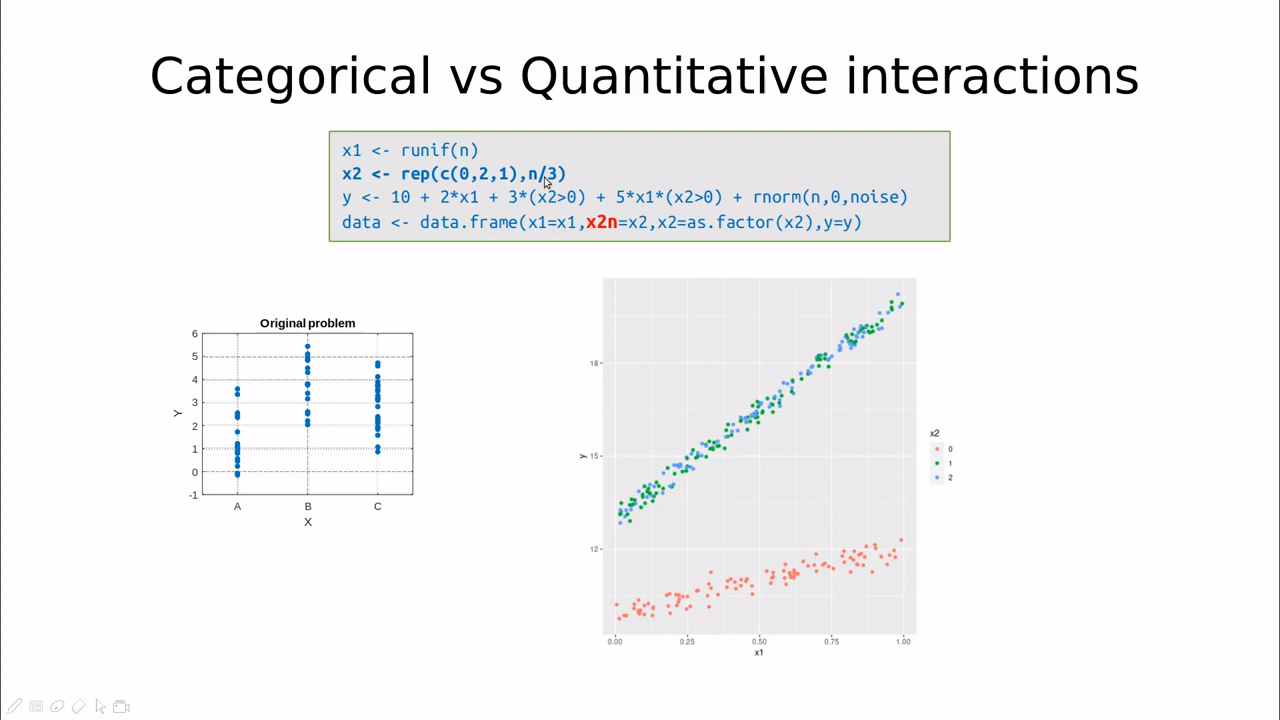 Categorical vs Quantitative interactions
x1 <- runif(n)
x2 <- rep(c(0,2,1),n/3)
y <- 10 + 2*x1 + 3*(x2>0) + 5*x1*(x2>0) + rnorm(n,0,noise)
data <- data.frame(x1=x1,x2n=x2,x2=as.factor(x2),y=y)
Original problem
6
5
4
3
2
1
0
-1
Y
A B C
X
18
15
12
y
0.00 0.25 0.50 0.75 1.00
x1
x2
0
1
2